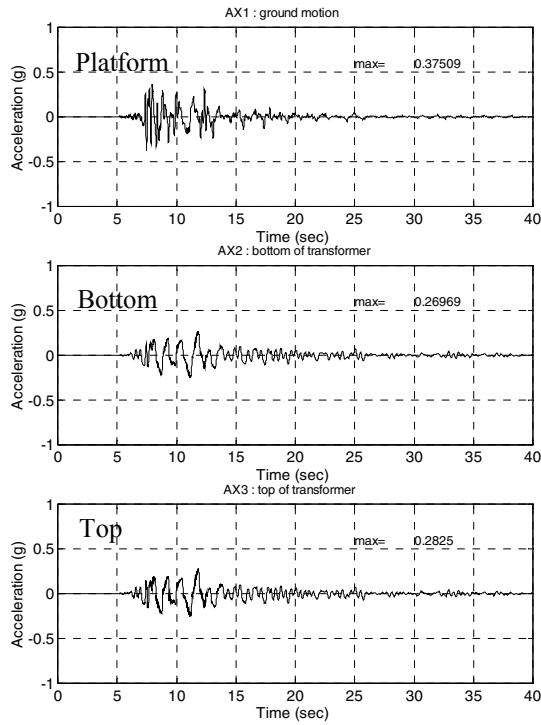 AX1 : ground motion
1
Platform
max= 0.37509
0.5
0
-0.5
-1
Acceleration (g)
0 5 10 15 20 25 30 35 40
Time (sec)
AX2 : bottom of transformer
1
Bottom
max= 0.26969
0.5
0
-0.5
-1
Acceleration (g)
0 5 10 15 20 25 30 35 40
Time (sec)
AX3 : top of transformer
1
Top
max= 0.2825
0.5
0
-0.5
-1
Acceleration (g)
0 5 10 15 20 25 30 35 40
Time (sec)